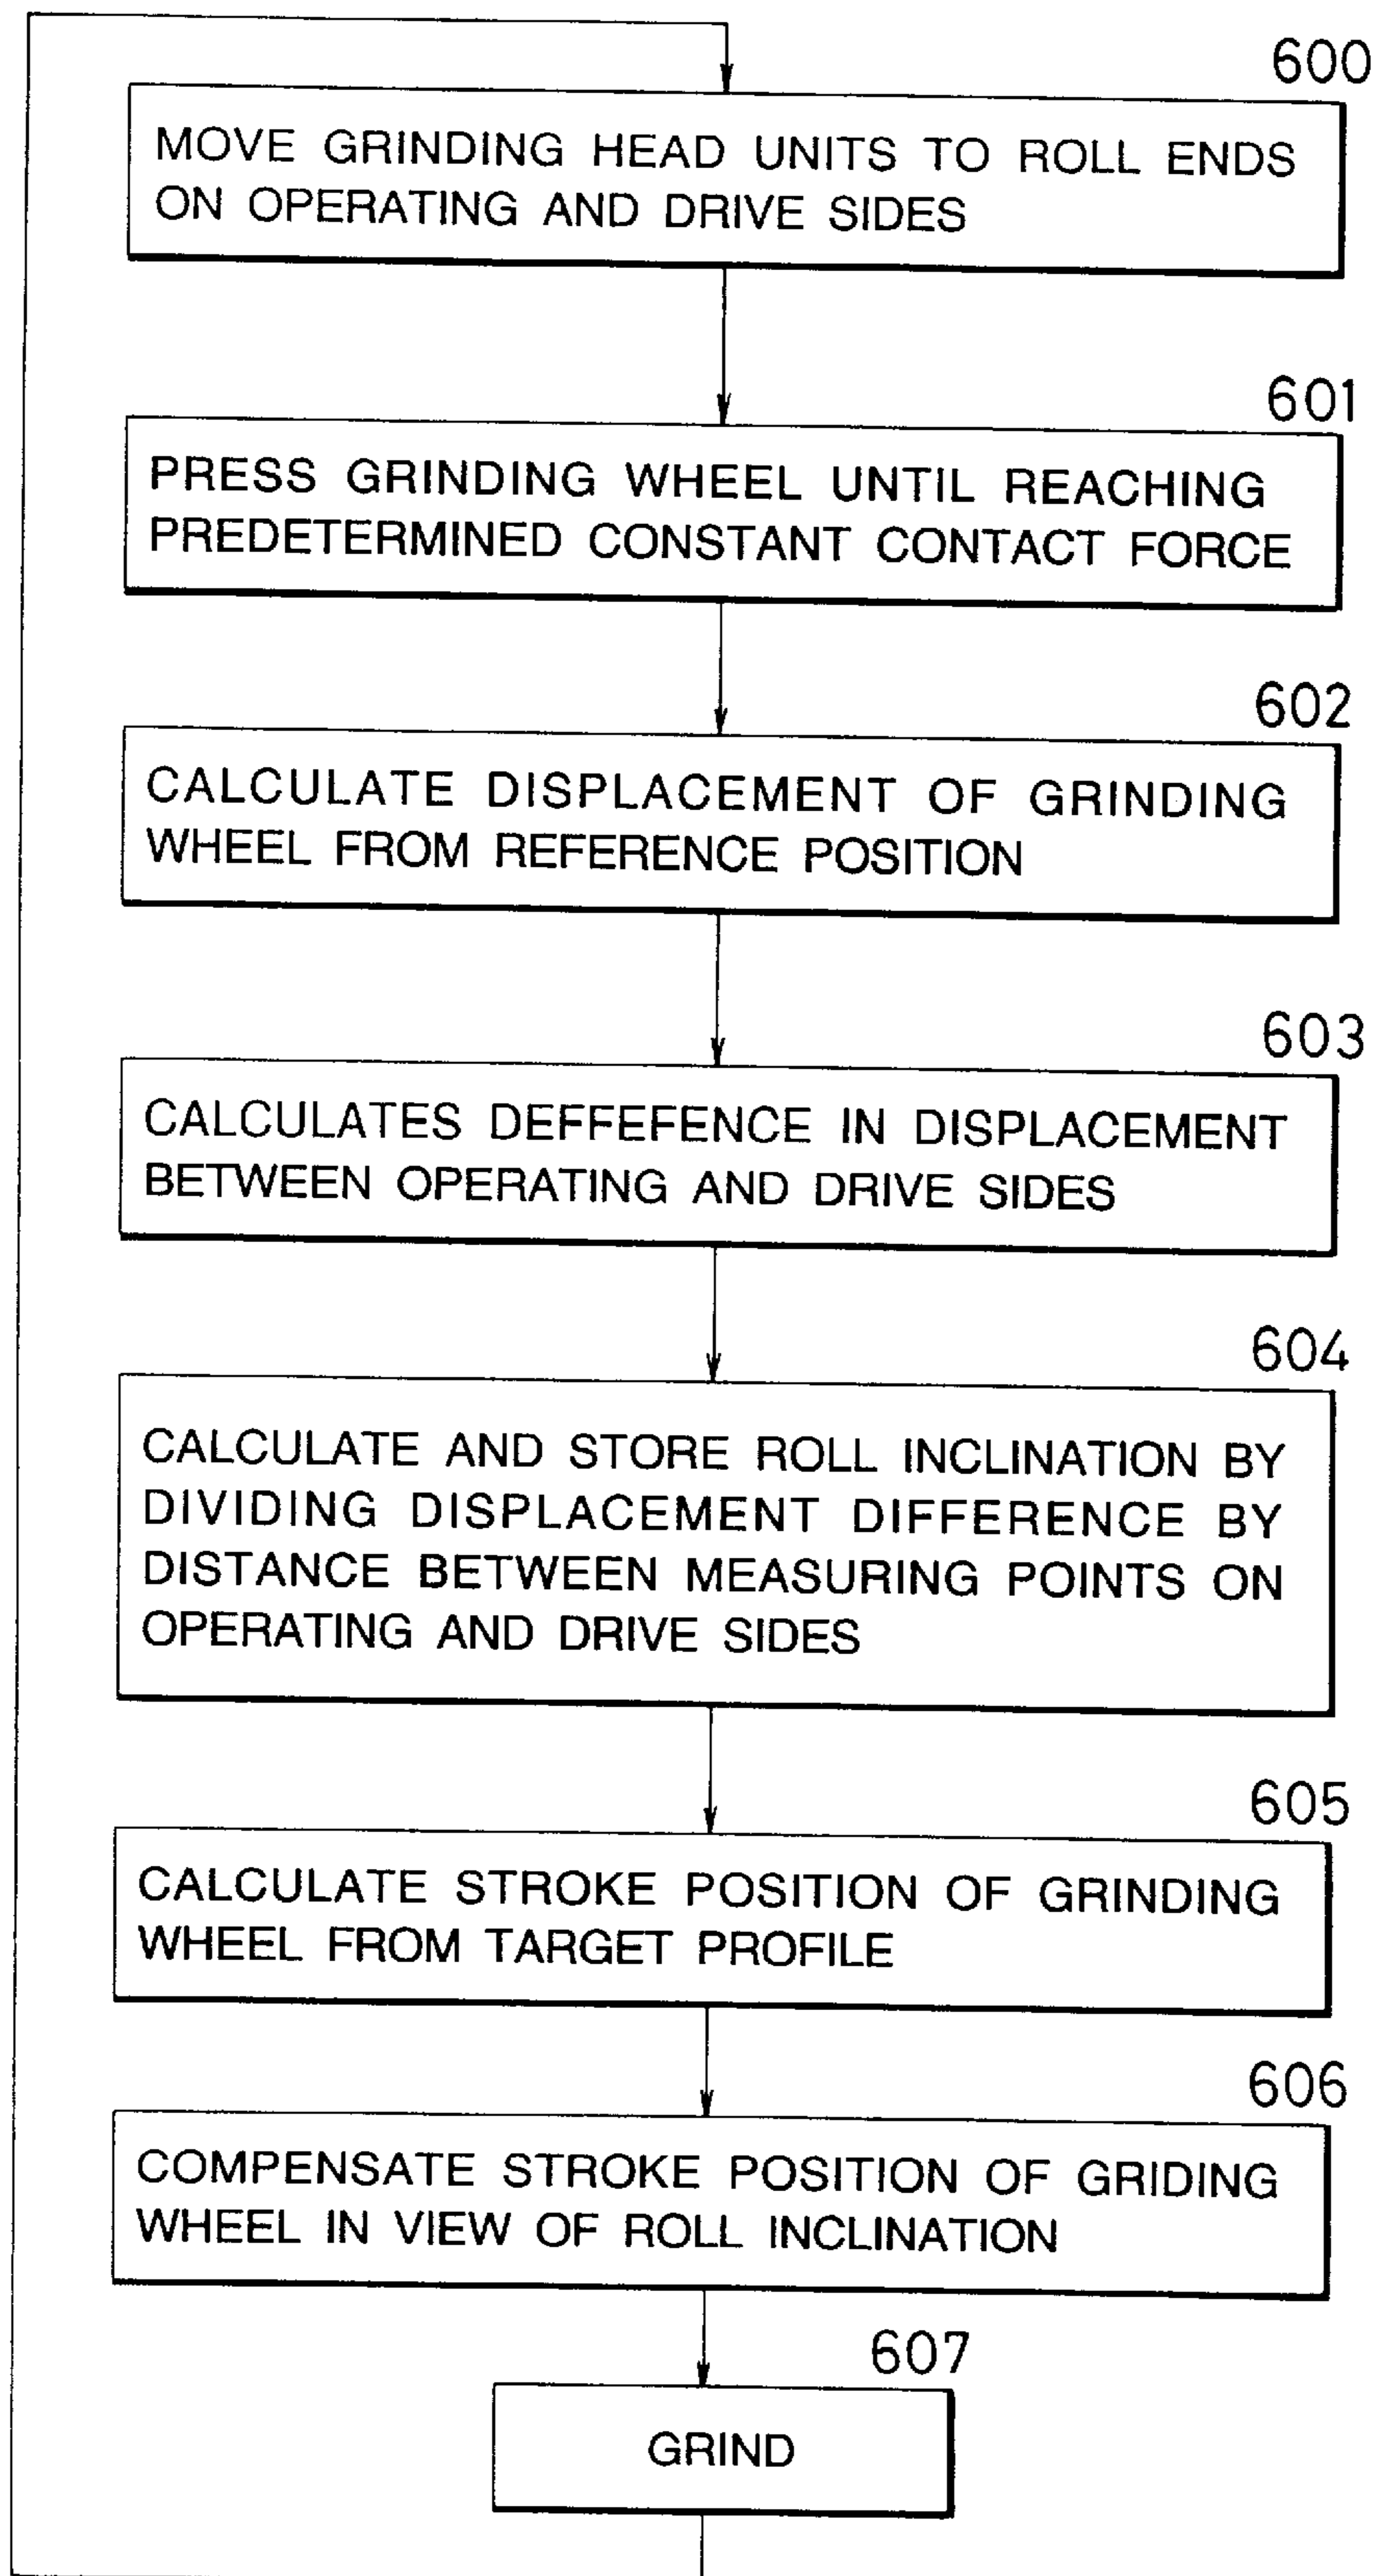 600
MOVE GRINDING HEAD UNITS TO ROLL ENDS
ON OPERATING AND DRIVE SIDES
601
PRESS GRINDING WHEEL UNTIL REACHING
PREDETERMINED CONSTANT CONTACT FORCE
602
CALCULATE DISPLACEMENT OF GRINDING
WHEEL FROM REFERENCE POSITION
603
CALCULATES DEFFEFENCE IN DISPLACEMENT
BETWEEN OPERATING AND DRIVE SIDES
604
CALCULATE AND STORE ROLL INCLINATION BY
DIVIDING DISPLACEMENT DIFFERENCE BY
DISTANCE BETWEEN MEASURING POINTS ON
OPERATING AND DRIVE SIDES
605
CALCULATE STROKE POSITION OF GRINDING
WHEEL FROM TARGET PROFILE
606
COMPENSATE STROKE POSITION OF GRIDING
WHEEL IN VIEW OF ROLL INCLINATION
607
GRIND